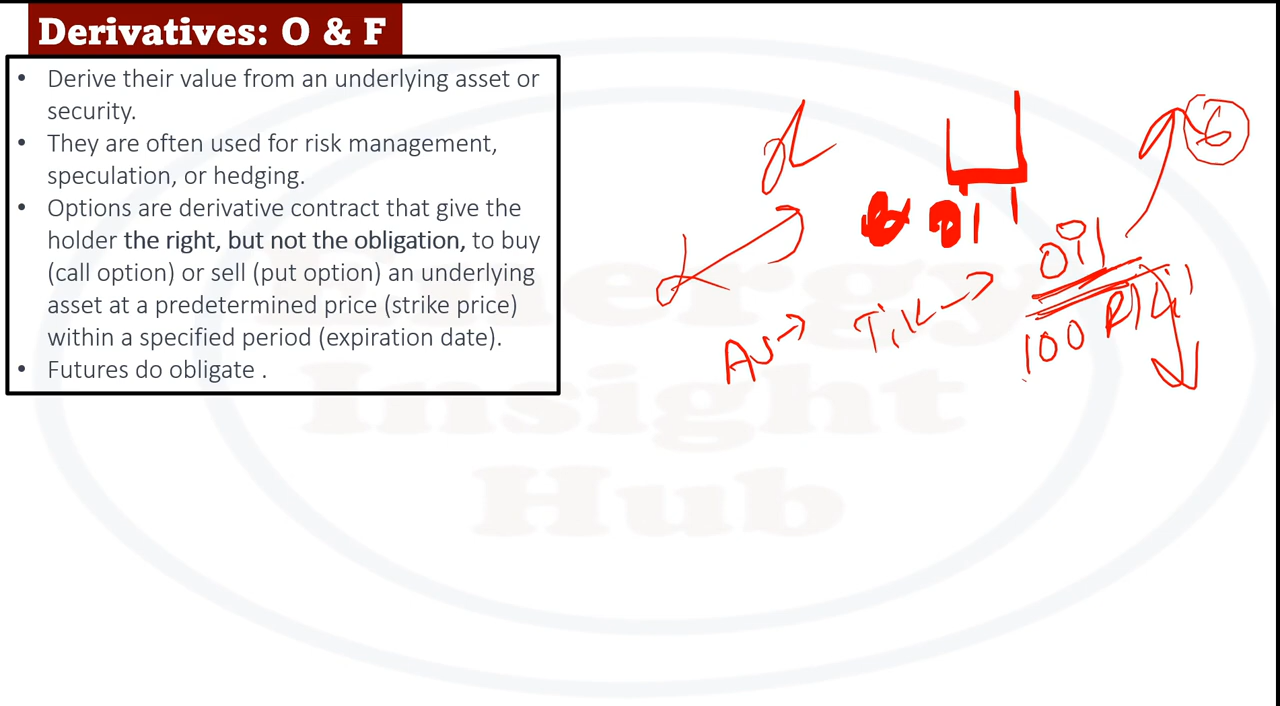 Derivatives: O & F
• Derive their value from an underlying asset or
security.
• They are often used for risk management,
speculation, or hedging.
• Options are derivative contract that give the
holder the right, but not the obligation, to buy
(call option) or sell (put option) an underlying
asset at a predetermined price (strike price)
within a specified period (expiration date).
• Futures do obligate .
6
oil
100
Insight
Hub